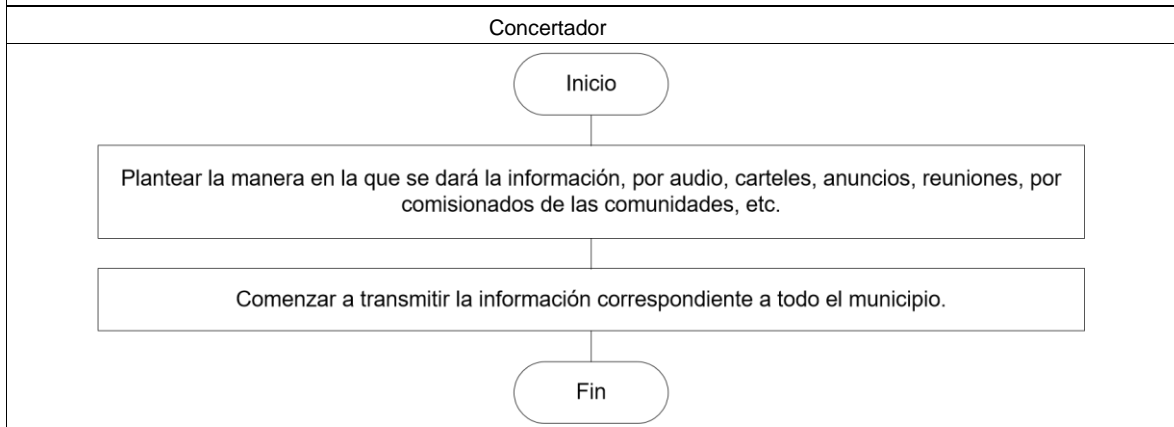 Concertador
Inicio
Plantear la manera en la que se dará la información, por audio, carteles, anuncios, reuniones, por
comisionados de las comunidades, etc.
Comenzar a transmitir la información correspondiente a todo el municipio.
Fin